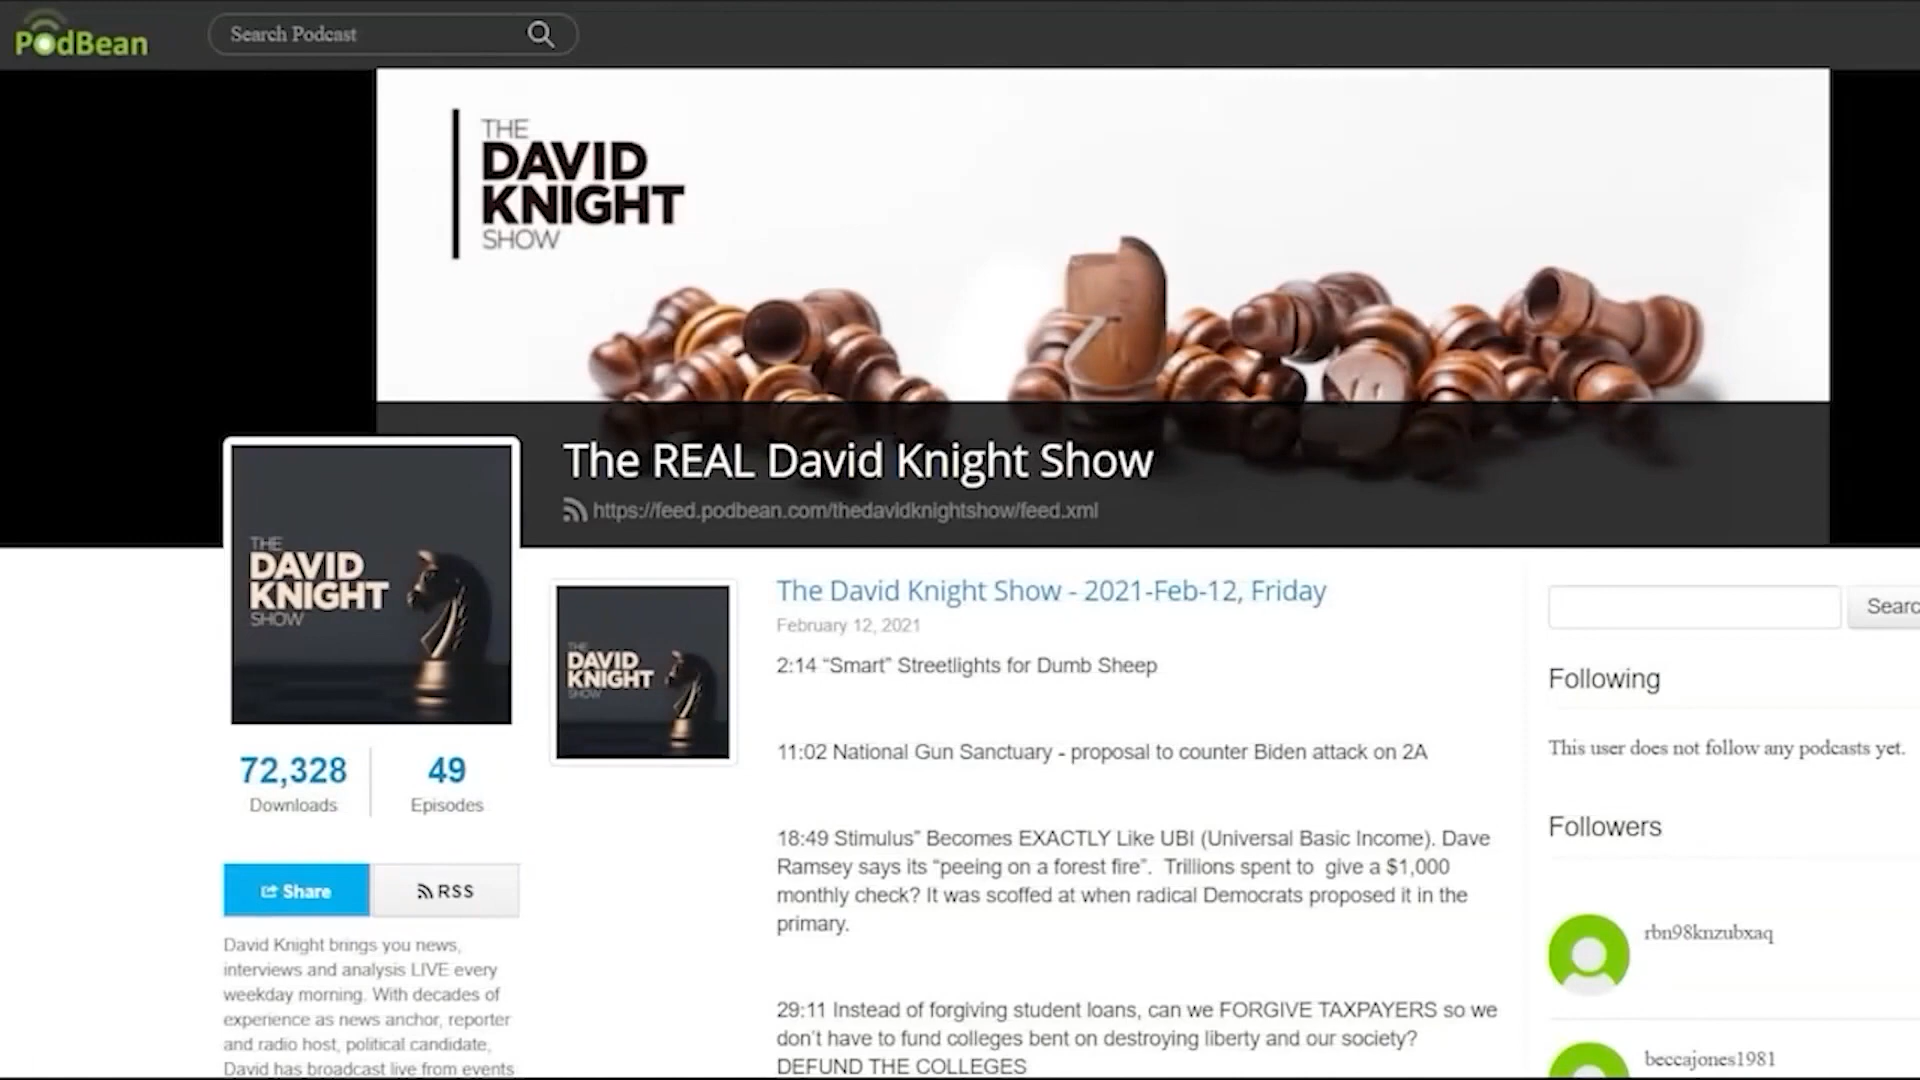 PodBean
Search Podcast
THE
DAVID
KNIGHT
SHOW
The REAL David Knight Show
https://feed.podbean.com/thedavidknightshow/feed.xml
THE
DAVID
KNIGHT
SHOW
72,328
Downloads
49
Episodes
Share
RSS
David Knight brings you news,
interviews and analysis LIVE every
weekday morning. With decades of
experience as news anchor, reporter
and radio host, political candidate,
David has broadcast live from events
THE
DAVID
KNIGHT
SHOW
The David Knight Show - 2021-Feb-12, Friday
February 12, 2021
2:14 “Smart” Streetlights for Dumb Sheep
11:02 National Gun Sanctuary - proposal to counter Biden attack on 2A
18:49 Stimulus” Becomes EXACTLY Like UBI (Universal Basic Income). Dave
Ramsey says its “peeing on a forest fire”. Trillions spent to give a $1,000
monthly check? It was scoffed at when radical Democrats proposed it in the
primary.
29:11 Instead of forgiving student loans, can we FORGIVE TAXPAYERS so we
don’t have to fund colleges bent on destroying liberty and our society?
DEFUND THE COLLEGES
Searc
Following
This user does not follow any podcasts yet.
Followers
rbn98knzubxaq
beccajones1981